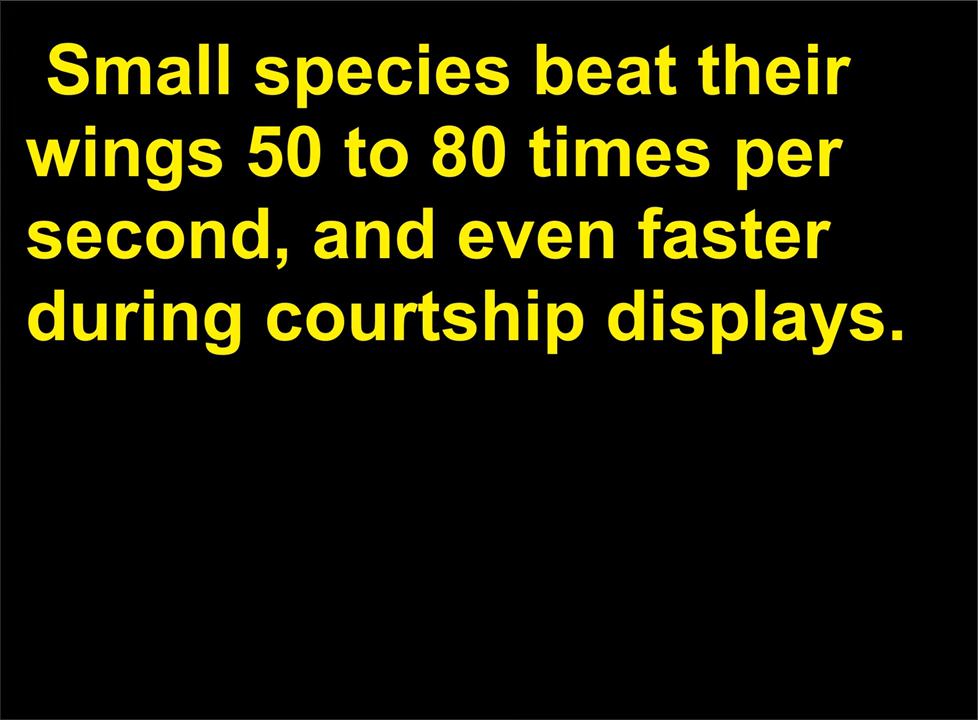 Small species beat their
wings 50 to 80 times per
second, and even faster
during courtship displays.